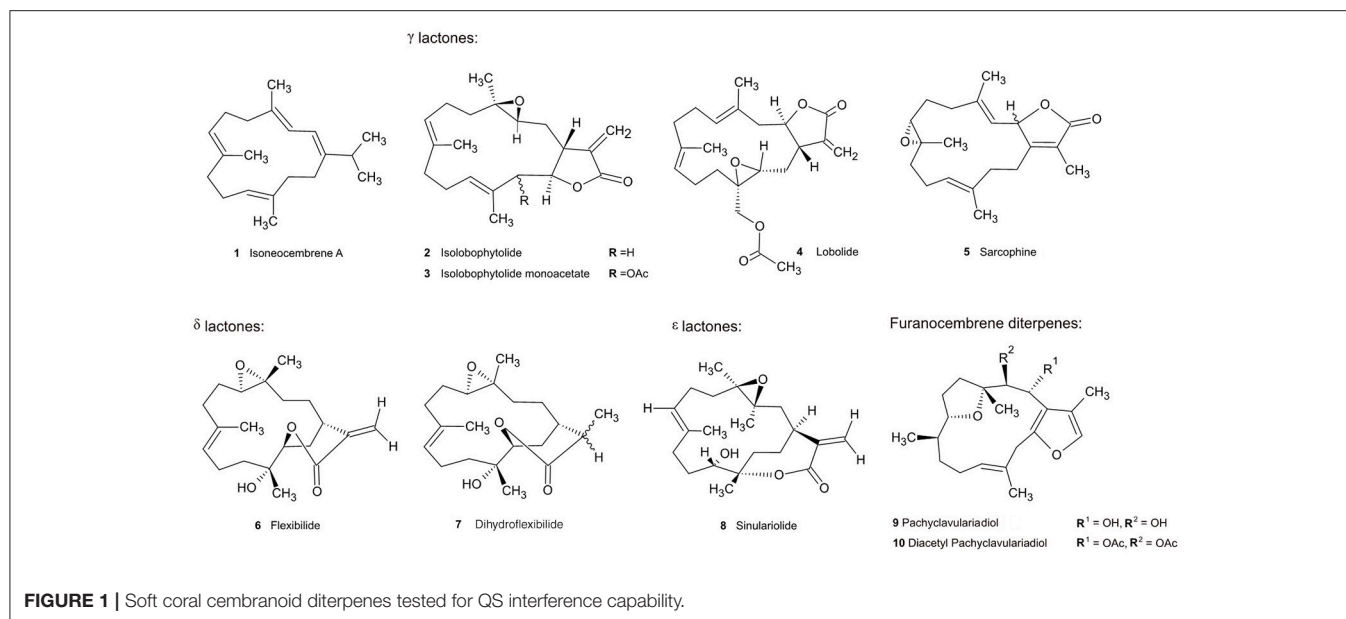 γ lactones:
CH₃
CH₃
CH₃
H₃C
CH₃
H₃C
O
H
H
CH₂
CH₃
O
O
H
R
CH₃
CH₃
H
O
O
CH₃
O
H
H
CH₂
O
O
CH₃
CH₃
H
O
O
O
CH₃
CH₃
CH₃
1 Isoneocembrene A
2 Isolobophytolide R =H
3 Isolobophytolide monoacetate R =OAc
4 Lobolide
5 Sarcophine
δ lactones:
ε lactones:
Furanocembrene diterpenes:
O
CH₃
CH₃
O
H
H
HO
CH₃
O
O
CH₃
CH₃
O
CH₃
H
HO
CH₃
O
H₃C
O
H
CH₃
H
H
CH₃
H
OH
H
H₃C
O
O
R²
R¹
CH₃
CH₃
O
H₃C
O
CH₃
6 Flexibilide
7 Dihydroflexibilide
8 Sinulariolide
9 Pachyclavulariadiol R¹ = OH, R² = OH
10 Diacetyl Pachyclavulariadiol R¹ = OAc, R² = OAc
FIGURE 1 | Soft coral cembranoid diterpenes tested for QS interference capability.